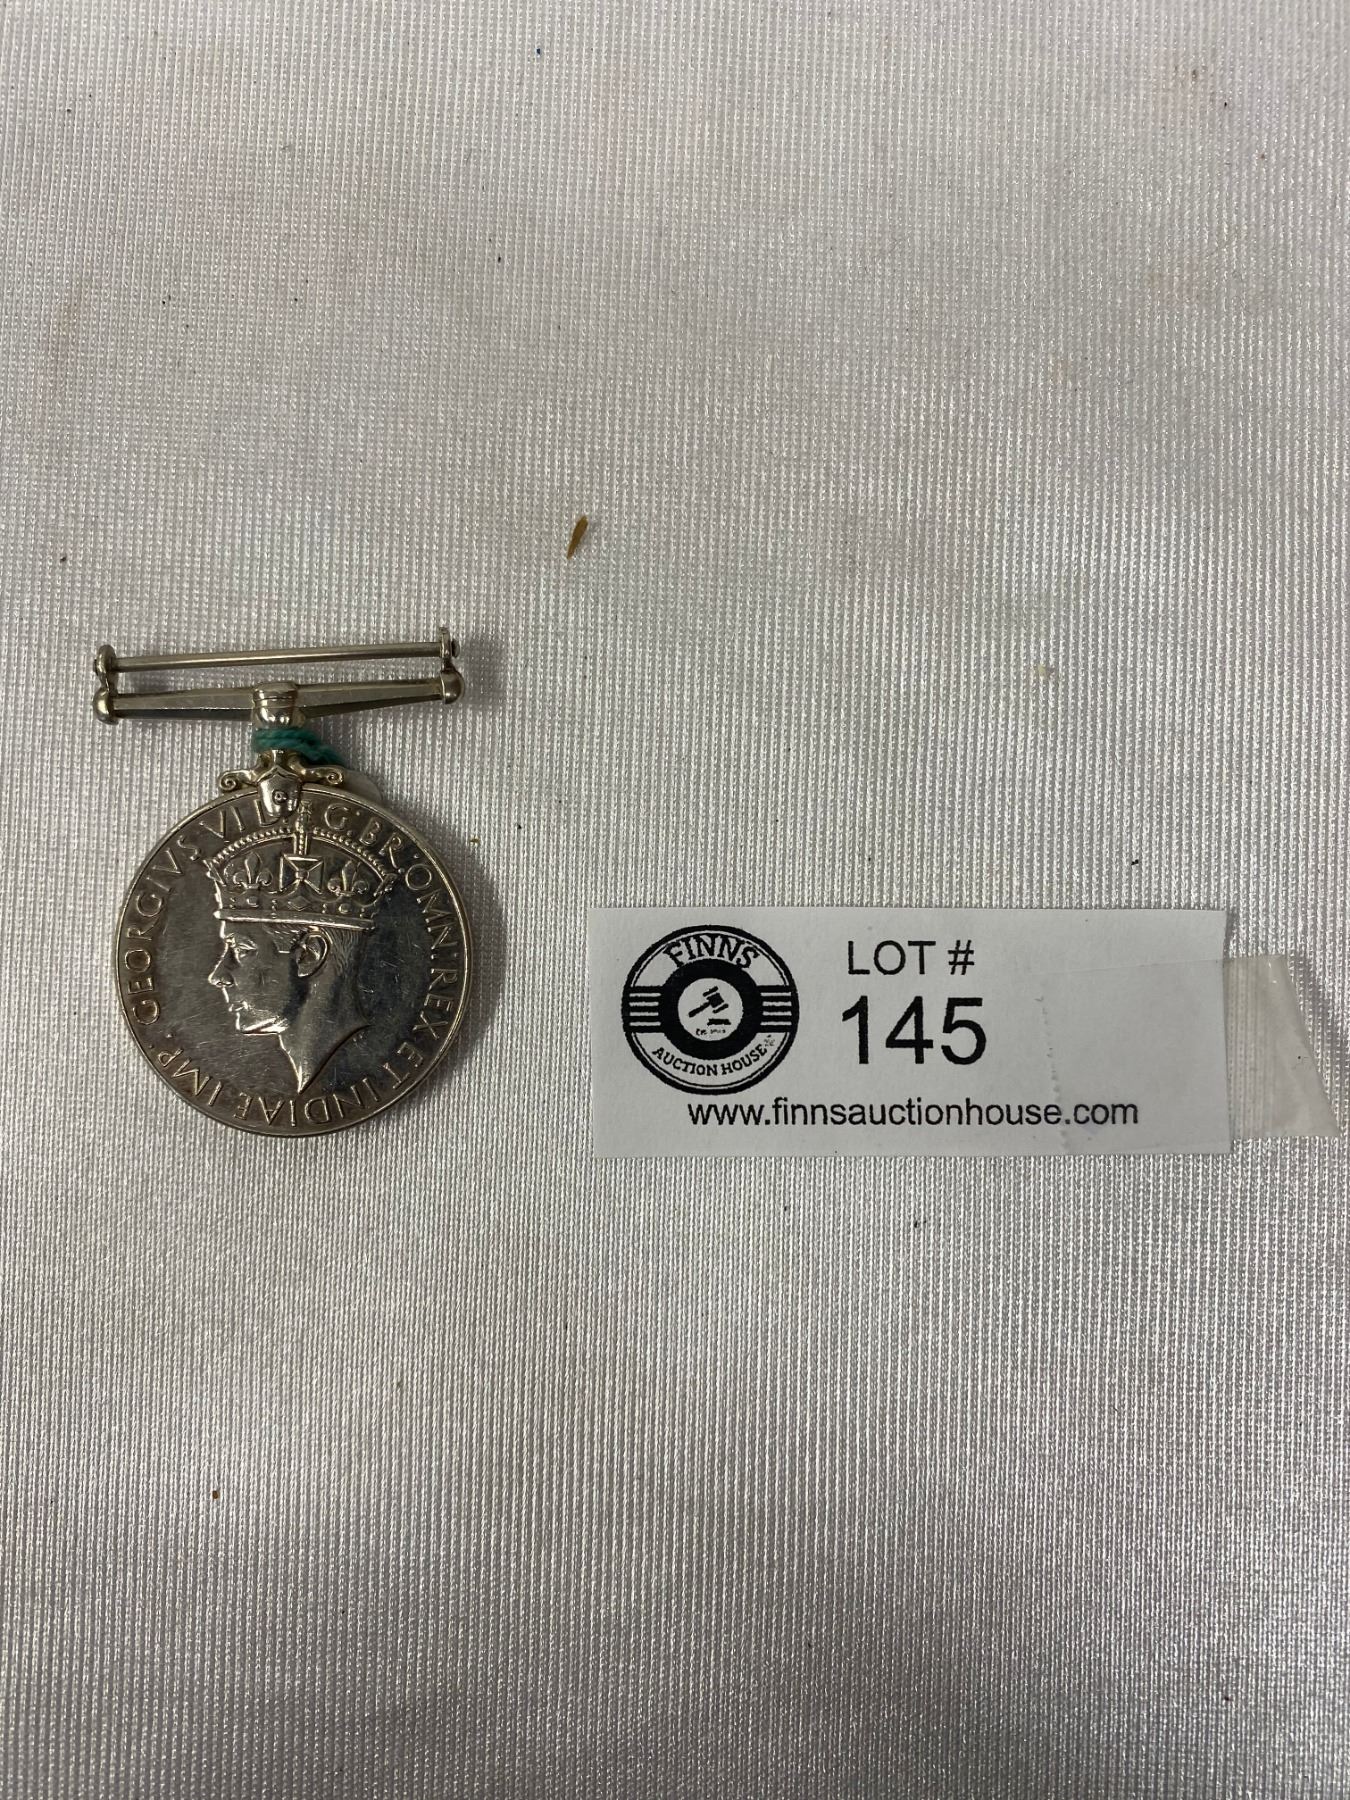 GEORGIVS VI D: G: BR: OMN: REX ET INDIAE IMP.
FINNS
AUCTION HOUSE
LOT #
145
www.finnsauctionhouse.com